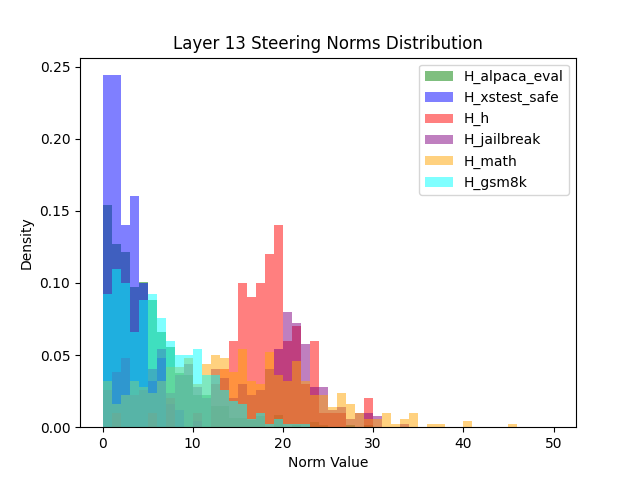 Layer 13 Steering Norms Distribution
H_alpaca_eval
H_xstest_safe
H_h
H_jailbreak
H_math
H_gsm8k
0.25
0.20
0.15
0.10
0.05
0.00
Density
0 10 20 30 40 50
Norm Value